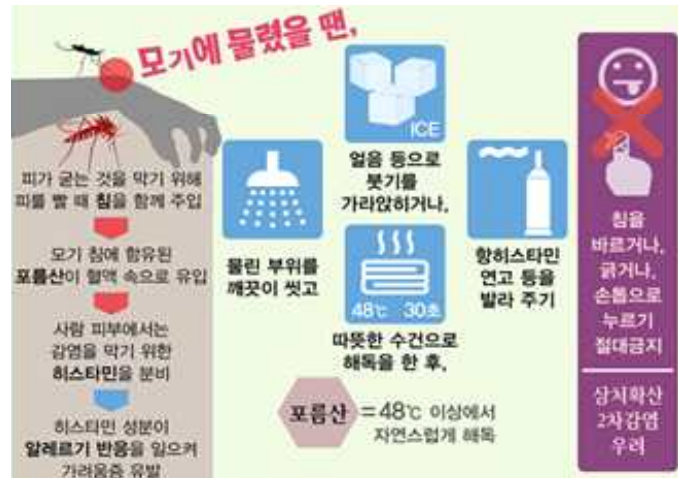 모기에 물렸을 땐,
피가 굳는 것을 막기 위해
피를 빨 때 침을 함께 주입
모기 침에 함유된
포름산이 혈액 속으로 유입
사람 피부에서는
감염을 막기 위한
히스타민을 분비
히스타민 성분이
알레르기 반응을 일으켜
가려움증 유발
물린 부위를
깨끗이 씻고
ICE
얼음 등으로
붓기를
가라앉히거나,
48℃ 30초
따뜻한 수건으로
해독을 한 후,
항히스타민
연고 등을
발라 주기
포름산 = 48℃ 이상에서
자연스럽게 해독
침을
바르거나,
긁거나,
손톱으로
누르기
절대금지
상처확산
2차감염
우려